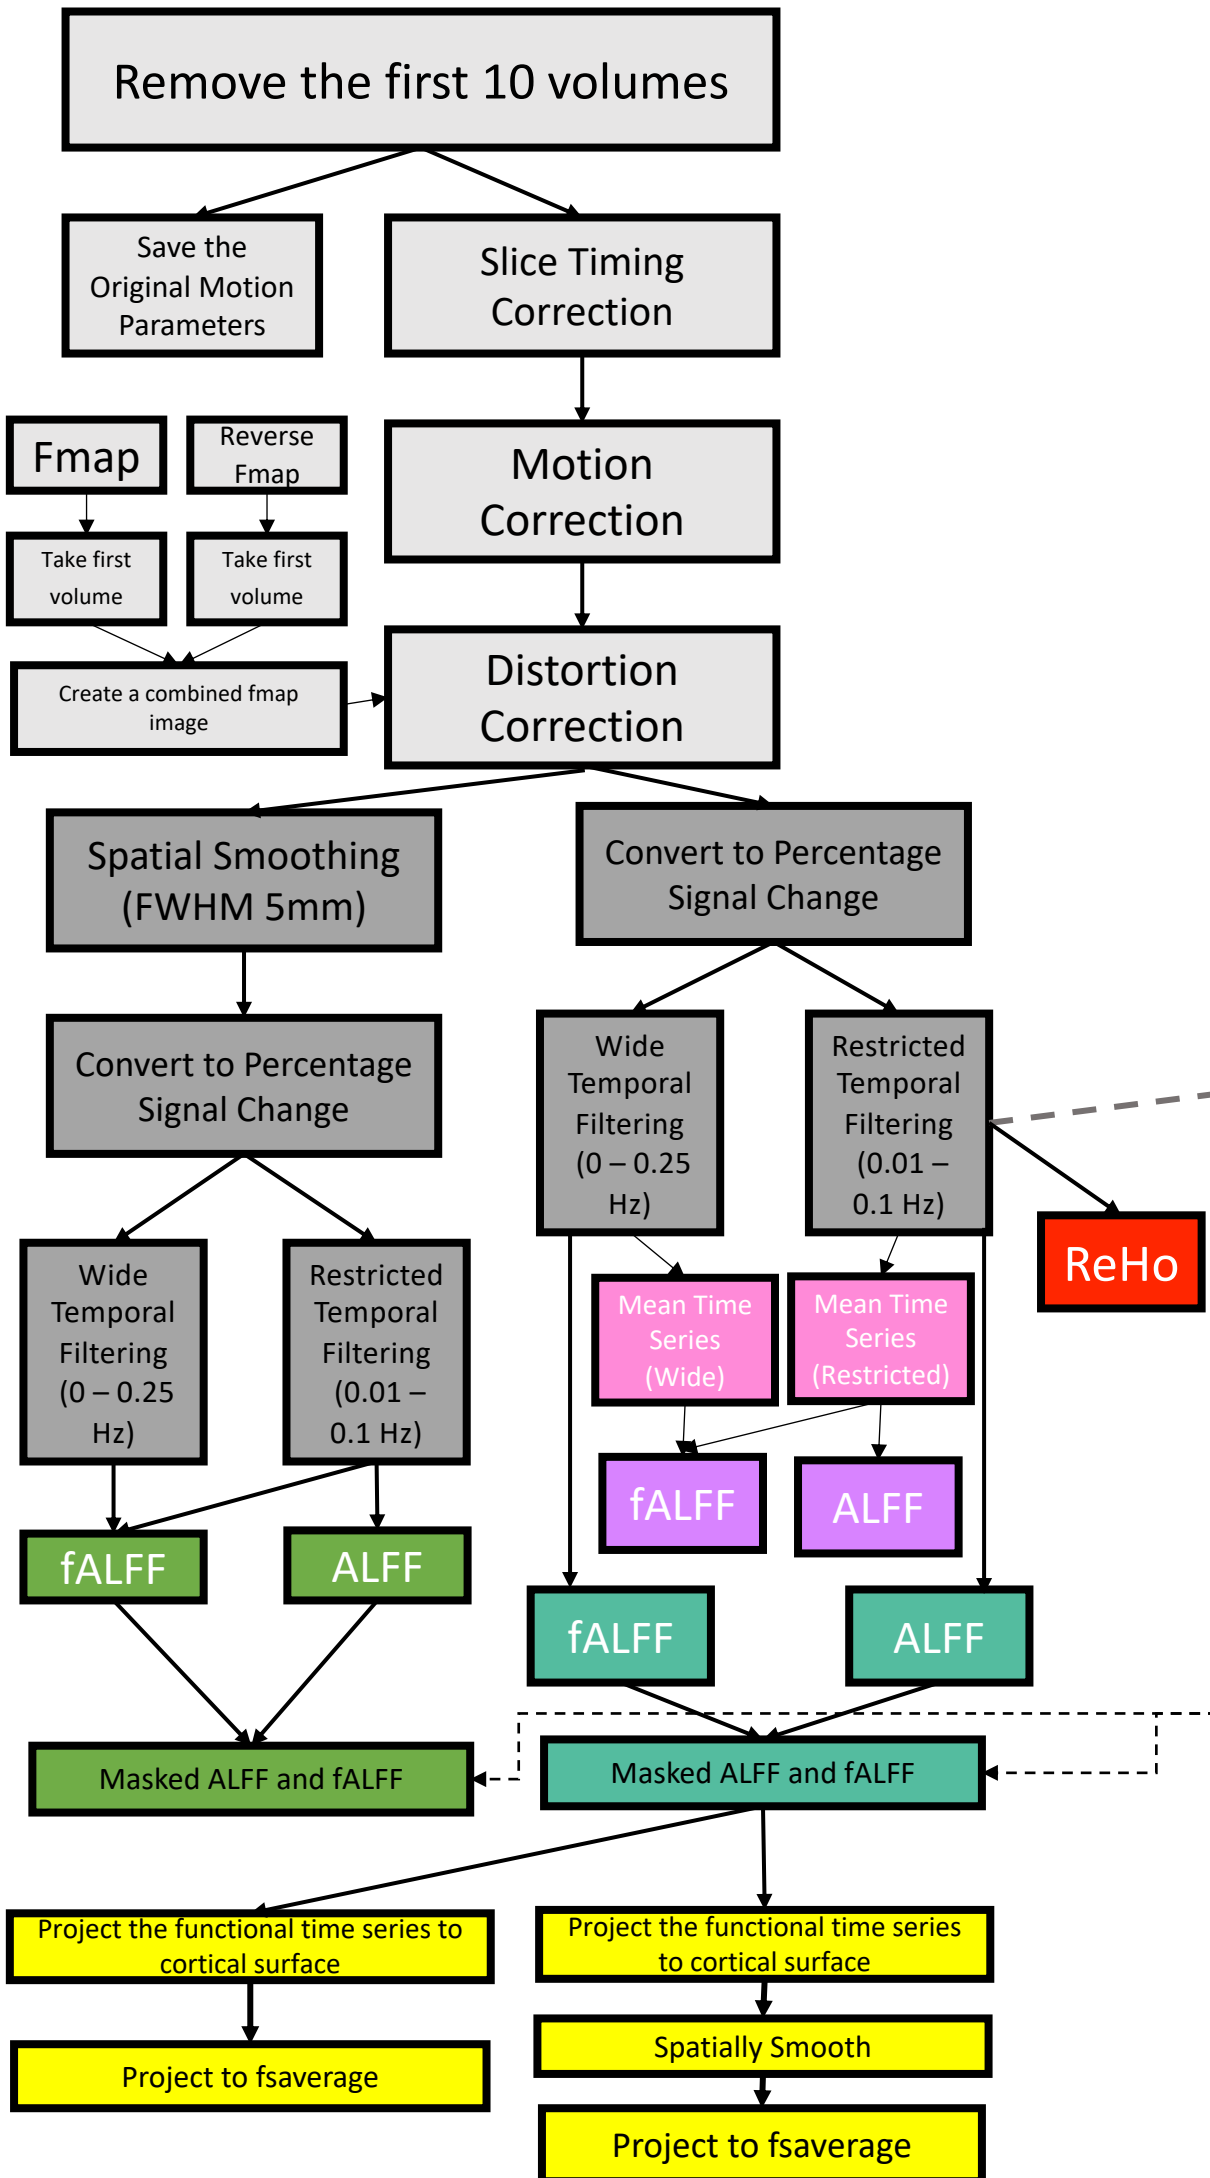 Remove the first 10 volumes
Save the
Original Motion
Parameters
Slice Timing
Correction
Fmap
Reverse
Fmap
Motion
Correction
Take first
volume
Take first
volume
Create a combined fmap
image
Distortion
Correction
Spatial Smoothing
(FWHM 5mm)
Convert to Percentage
Signal Change
Convert to Percentage
Signal Change
Wide
Temporal
Filtering
(0 – 0.25
Hz)
Restricted
Temporal
Filtering
(0.01 –
0.1 Hz)
ReHo
Wide
Temporal
Filtering
(0 – 0.25
Hz)
Restricted
Temporal
Filtering
(0.01 –
0.1 Hz)
Mean Time
Series
(Wide)
Mean Time
Series
(Restricted)
fALFF
ALFF
fALFF
ALFF
fALFF
ALFF
Masked ALFF and fALFF
Masked ALFF and fALFF
Project the functional time series to
cortical surface
Project the functional time series
to cortical surface
Spatially Smooth
Project to fsaverage
Project to fsaverage